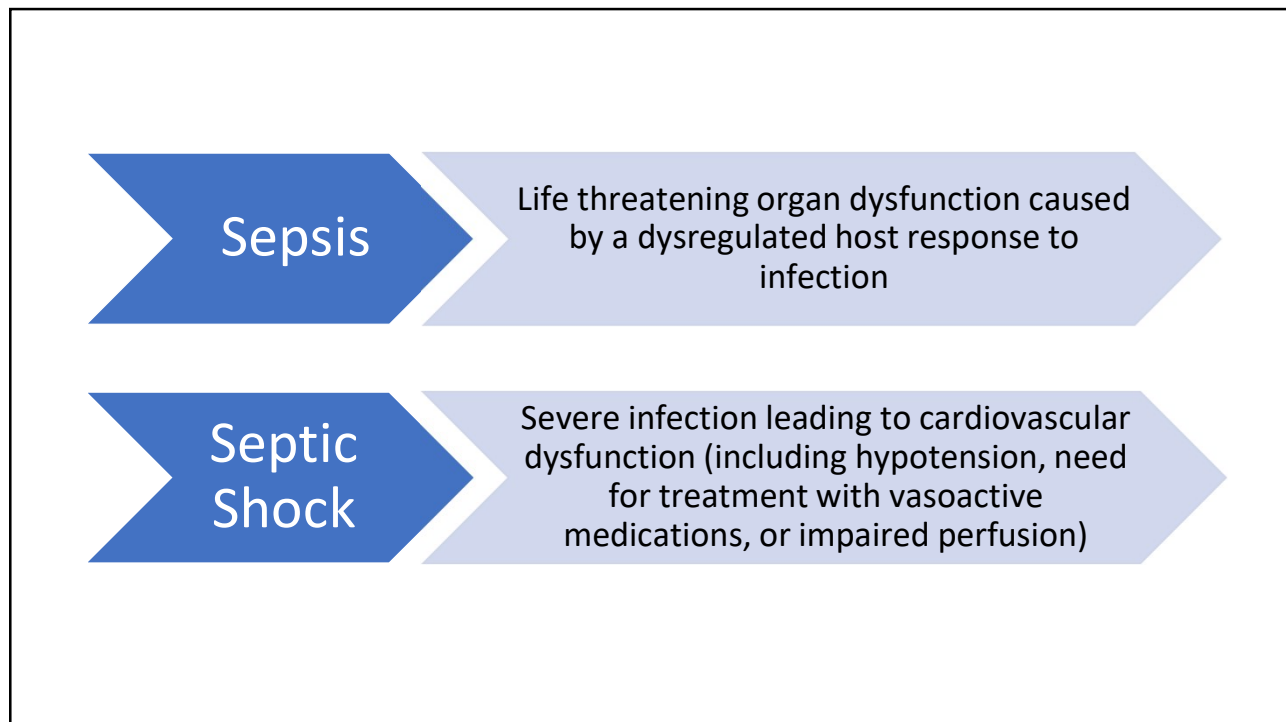 Sepsis
Life threatening organ dysfunction caused
by a dysregulated host response to
infection
Septic
Shock
Severe infection leading to cardiovascular
dysfunction (including hypotension, need
for treatment with vasoactive
medications, or impaired perfusion)